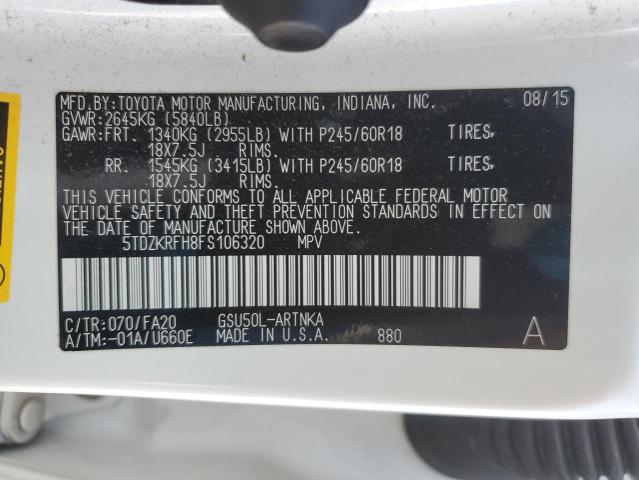 MFD.BY:TOYOTA MOTOR MANUFACTURING, INDIANA, INC. 08/15
GVWR:2645KG (5840LB)
GAWR:FRT. 1340KG (2955LB) WITH P245/60R18 TIRES,
18X7.5J RIMS.
RR. 1545KG (3415LB) WITH P245/60R18 TIRES,
18X7.5J RIMS.
THIS VEHICLE CONFORMS TO ALL APPLICABLE FEDERAL MOTOR
VEHICLE SAFETY AND THEFT PREVENTION STANDARDS IN EFFECT ON
THE DATE OF MANUFACTURE SHOWN ABOVE.
5TDZKRFH8FS106320 MPV
C/TR:070/FA20 GSU50L-ARTNKA
A/TM:-01A/U660E MADE IN U.S.A. 880 A